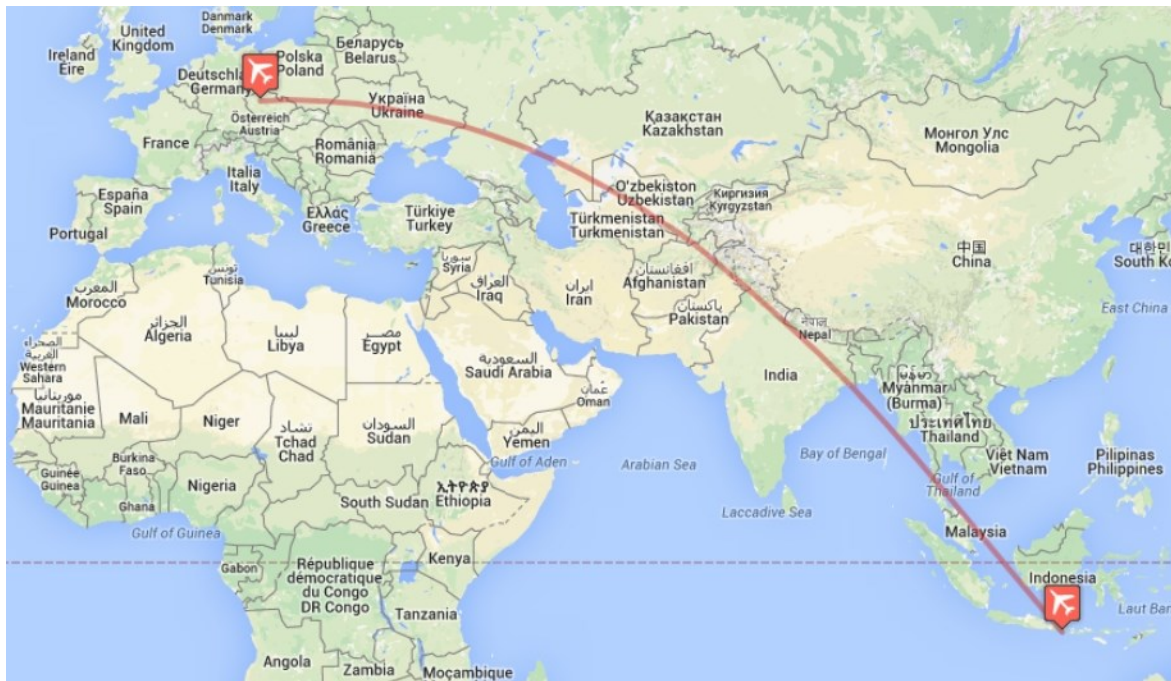 Danmark
Denmark
United
Kingdom
Ireland
Éire
Polska
Poland
Беларусь
Belarus
Deutschla
Germany
Україна
Ukraine
Österreich
Austria
France
România
Romania
Italia
Italy
España
Spain
Portugal
Ελλάς
Greece
Türkiye
Turkey
Қазақстан
Kazakhstan
Монгол Улс
Mongolia
O'zbekiston
Uzbekistan
Киргизия
Kyrgyzstan
Türkmenistan
Turkmenistan
中国
China
대한민
South Ko
East China
تونس
Tunisia
سوريا
Syria
العراق
Iraq
ایران
Iran
افغانستان
Afghanistan
پاکستان
Pakistan
नेपाल
Nepal
India
المغرب
Morocco
الجزائر
Algeria
ليبيا
Libya
مصر
Egypt
السعودية
Saudi Arabia
عُمان
Oman
الصحراء
الغربية
Western
Sahara
موريتانيا
Mauritanie
Mauritania
Mali
Niger
تشاد
Tchad
Chad
السودان
Sudan
اليمن
Yemen
Gulf of Aden
Arabian Sea
Bay of Bengal
Laccadive Sea
Myanmar
(Burma)
ประเทศไทย
Thailand
Gulf of
Thailand
Việt Nam
Vietnam
Pilipinas
Philippines
Burkina
Faso
Guinée
Guinea
Ghana
Nigeria
South Sudan
ኢትዮጵያ
Ethiopia
Gulf of Guinea
Gabon
République
démocratique
du Congo
DR Congo
Kenya
Tanzania
Angola
Zambia
Moçambique
Malaysia
Indonesia
Laut Ban